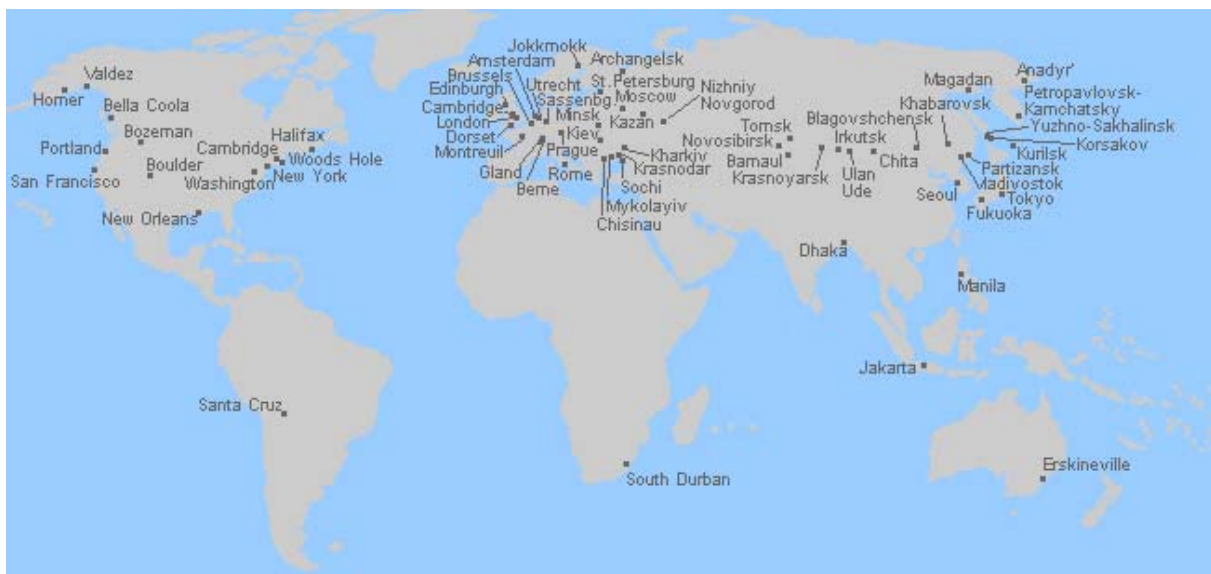 Jokkmokk
Archangelsk
Amsterdam
Valdez
Brussels
Utrecht
St.Petersburg
Nizhniy
Novgorod
Magadan
Anadyr'
Homer
Edinburgh
Sassenbg.
Moscow
Petropavlovsk-
Kamchatsky
Bella Coola
Cambridge
Minsk
Kazan
Tomsk
Blagovshchensk
Khabarovsk
Yuzhno-Sakhalinsk
Bozeman
Halifax
London
Kiev
Novosibirsk
Irkutsk
Korsakov
Portland
Cambridge
Dorset
Prague
Kharkiv
Barnaul
Chita
Kurilsk
Boulder
Woods Hole
Montreuil
Krasnodar
Krasnoyarsk
Ulan
Ude
Partizansk
San Francisco
Washington
New York
Gland
Rome
Sochi
Seoul
Vladivostok
Berne
Mykolayiv
Tokyo
New Orleans
Chisinau
Fukuoka
Dhaka
Manila
Jakarta
Santa Cruz
South Durban
Erskineville